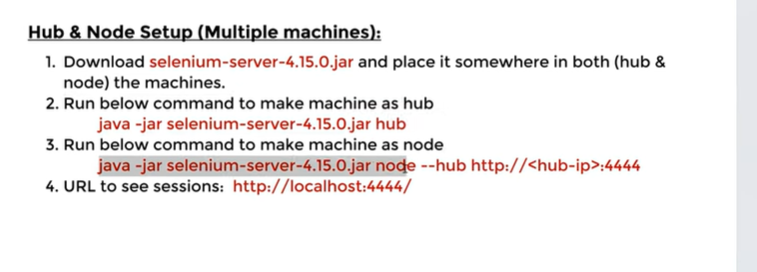 Hub & Node Setup (Multiple machines):
1. Download selenium-server-4.15.0.jar and place it somewhere in both (hub &
node) the machines.
2. Run below command to make machine as hub
java -jar selenium-server-4.15.0.jar hub
3. Run below command to make machine as node
java -jar selenium-server-4.15.0.jar node --hub http://<hub-ip>:4444
4. URL to see sessions: http://localhost:4444/